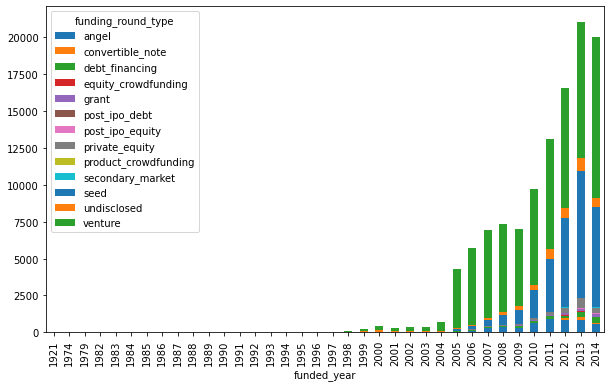 funding_round_type
angel
convertible_note
debt_financing
equity_crowdfunding
grant
post_ipo_debt
post_ipo_equity
private_equity
product_crowdfunding
secondary_market
seed
undisclosed
venture
20000
17500
15000
12500
10000
7500
5000
2500
0
1921 1974 1979 1982 1983 1984 1985 1986 1987 1988 1989 1990 1991 1992 1993 1994 1995 1996 1997 1998 1999 2000 2001 2002 2003 2004 2005 2006 2007 2008 2009 2010 2011 2012 2013 2014
funded_year